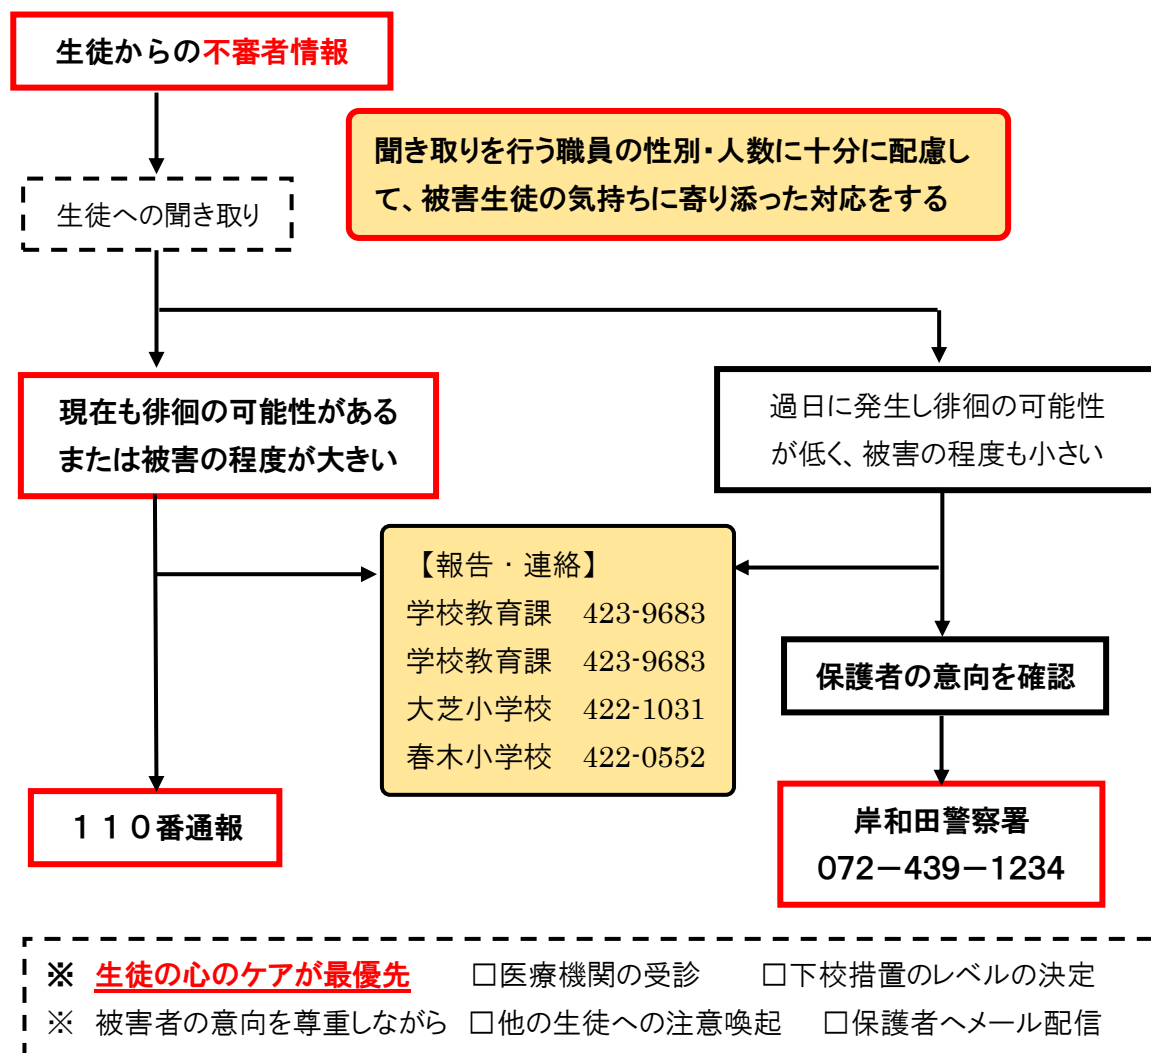 生徒からの不審者情報
聞き取りを行う職員の性別・人数に十分に配慮し
て、被害生徒の気持ちに寄り添った対応をする
生徒への聞き取り
現在も徘徊の可能性がある
または被害の程度が大きい
過日に発生し徘徊の可能性
が低く、被害の程度も小さい
【報告・連絡】
学校教育課　423-9683
学校教育課　423-9683
大芝小学校　422-1031
春木小学校　422-0552
保護者の意向を確認
１１０番通報
岸和田警察署
072－439－1234
※ 生徒の心のケアが最優先　□医療機関の受診　□下校措置のレベルの決定
※ 被害者の意向を尊重しながら　□他の生徒への注意喚起　□保護者へメール配信